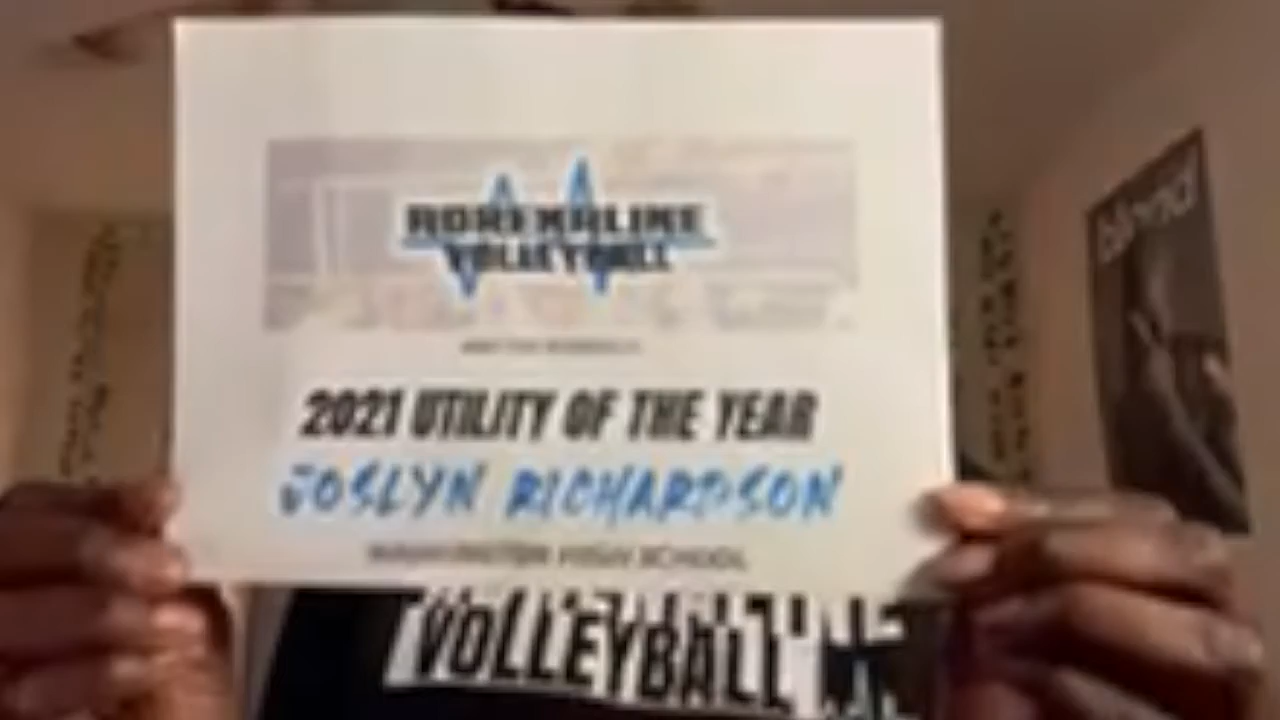 ADRENALINE
VOLLEYBALL
2021 UTILITY OF THE YEAR
JOSLYN RICHARDSON
WASHINGTON HIGH SCHOOL
VOLLEYBALL